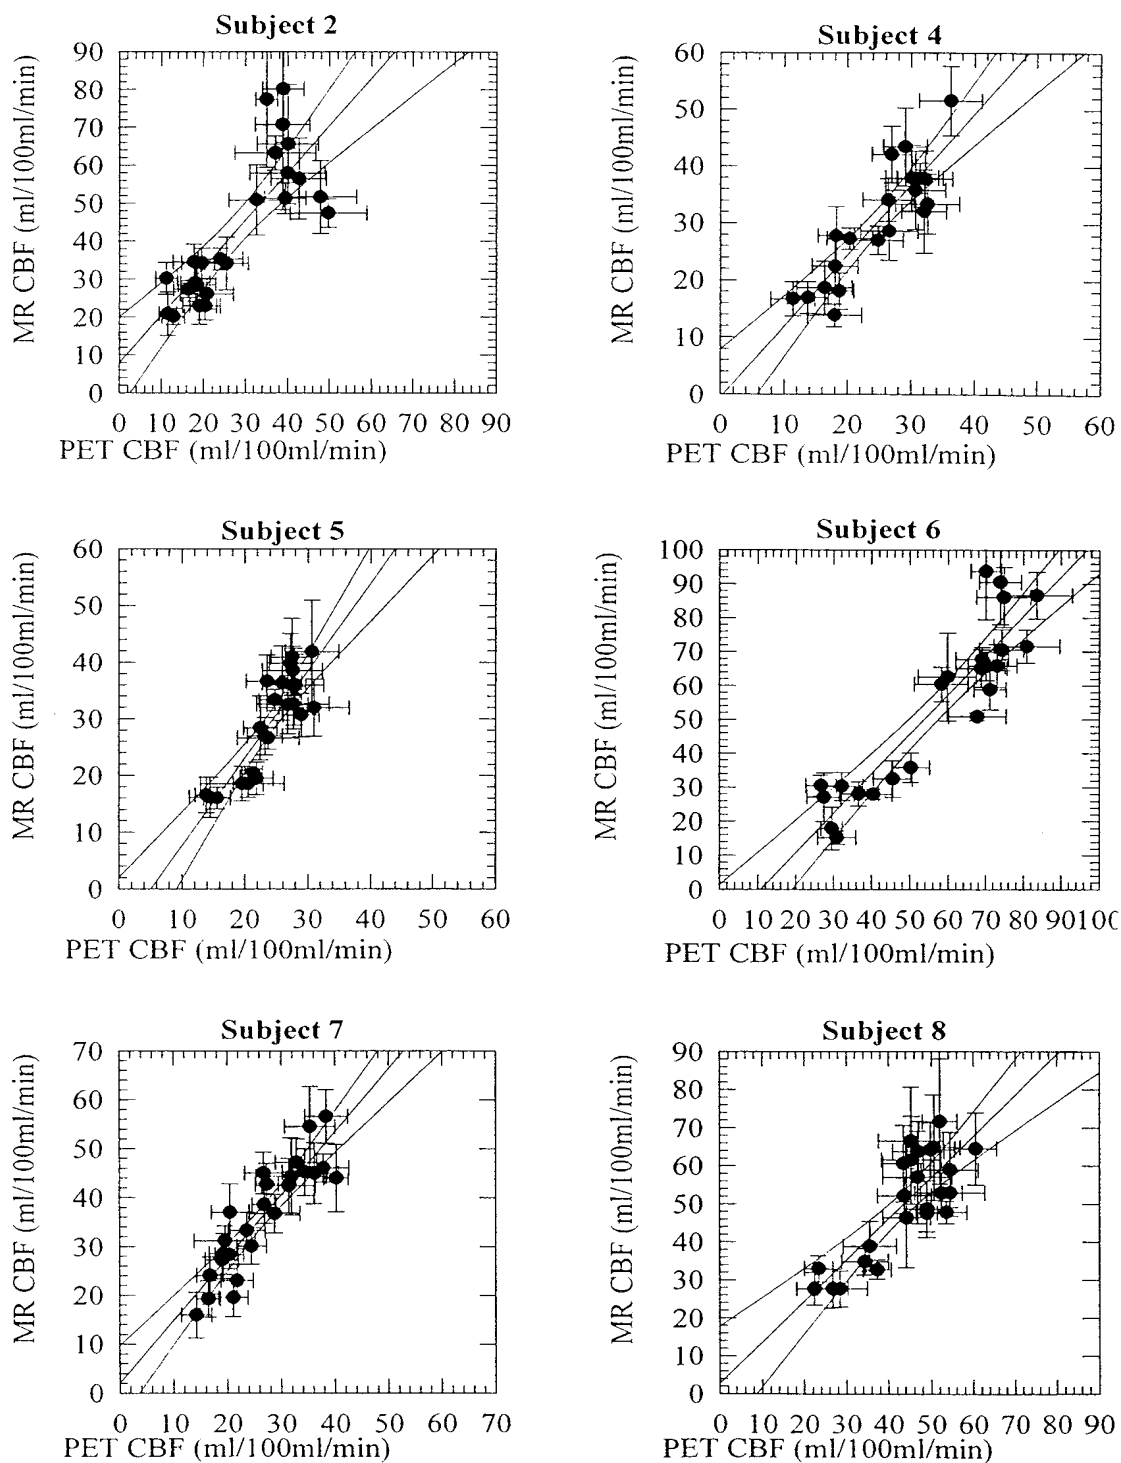 Subject 2
90
80
70
60
50
40
30
20
10
0
MR CBF (ml/100ml/min)
0 10 20 30 40 50 60 70 80 90
PET CBF (ml/100ml/min)
Subject 4
60
50
40
30
20
10
0
MR CBF (ml/100ml/min)
0 10 20 30 40 50 60
PET CBF (ml/100ml/min)
Subject 5
60
50
40
30
20
10
0
MR CBF (ml/100ml/min)
0 10 20 30 40 50 60
PET CBF (ml/100ml/min)
Subject 6
100
90
80
70
60
50
40
30
20
10
0
MR CBF (ml/100ml/min)
0 10 20 30 40 50 60 70 80 90100
PET CBF (ml/100ml/min)
Subject 7
70
60
50
40
30
20
10
0
MR CBF (ml/100ml/min)
0 10 20 30 40 50 60 70
PET CBF (ml/100ml/min)
Subject 8
90
80
70
60
50
40
30
20
10
0
MR CBF (ml/100ml/min)
0 10 20 30 40 50 60 70 80 90
PET CBF (ml/100ml/min)